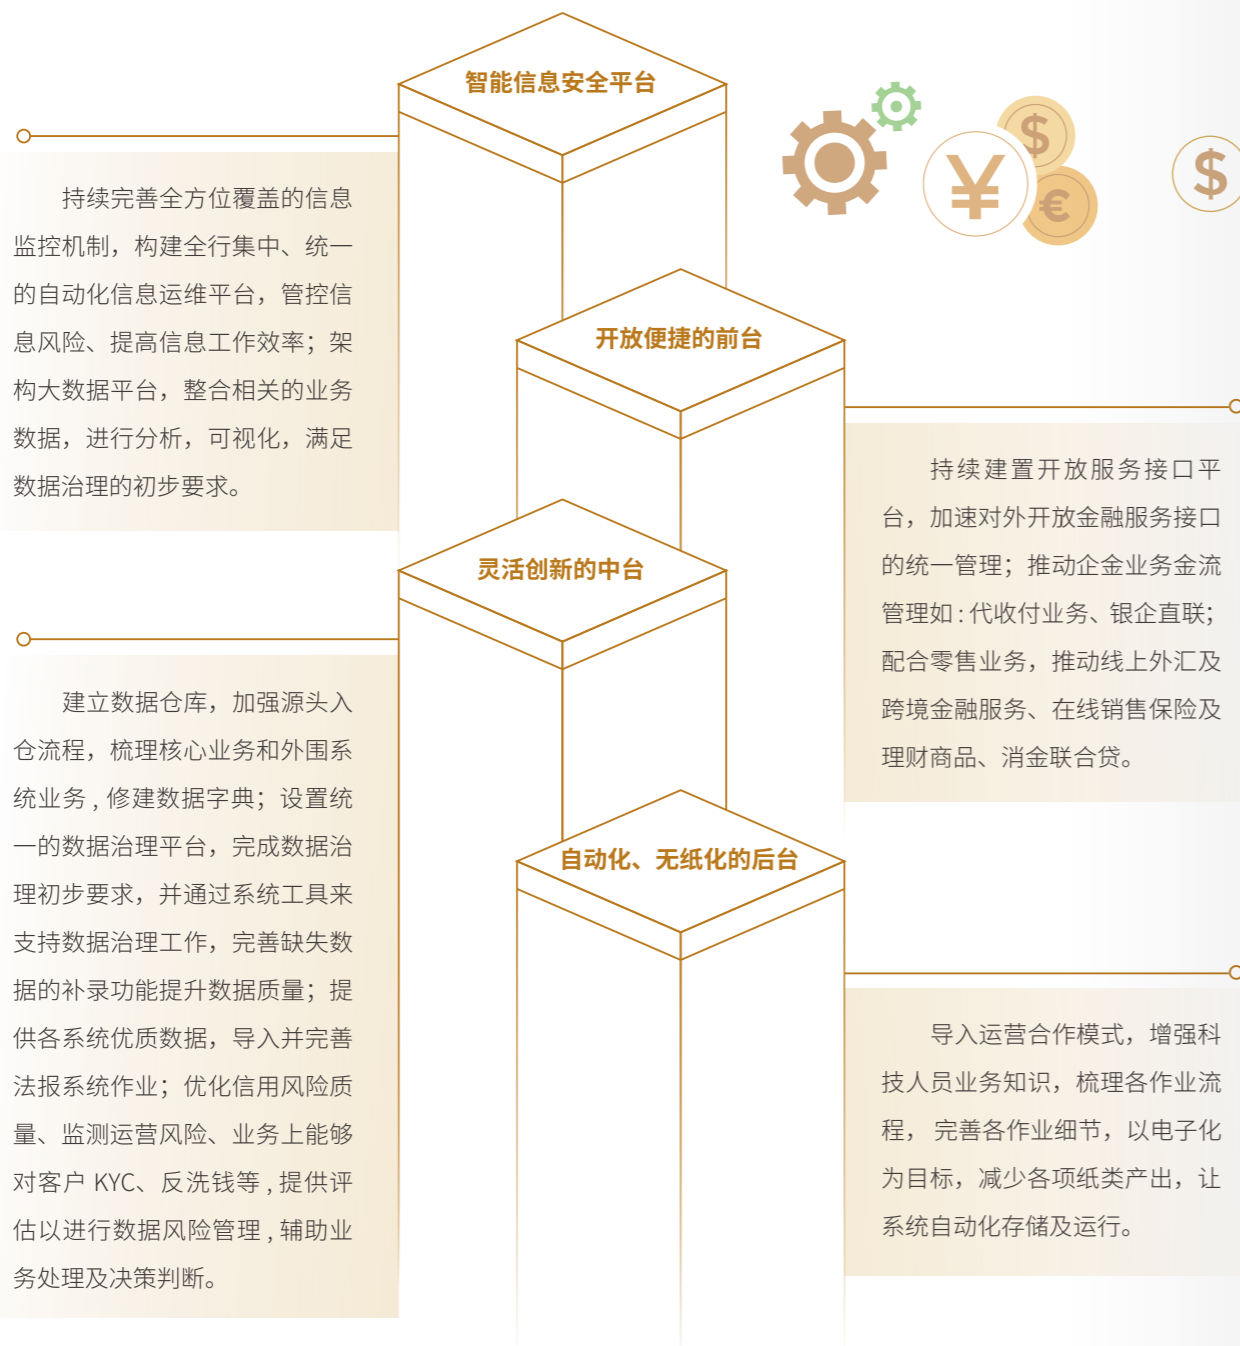 智能信息安全平台
持续完善全方位覆盖的信息
监控机制，构建全行集中、统一
的自动化信息运维平台，管控信
息风险、提高信息工作效率；架
构大数据平台，整合相关的业务
数据，进行分析，可视化，满足
数据治理的初步要求。
¥
$
€
$
开放便捷的前台
持续建置开放服务接口平
台，加速对外开放金融服务接口
的统一管理；推动企金业务金流
管理如：代收付业务、银企直联；
配合零售业务，推动线上外汇及
跨境金融服务、在线销售保险及
理财商品、消金联合贷。
灵活创新的中台
建立数据仓库，加强源头入
仓流程，梳理核心业务和外围系
统业务 , 修建数据字典；设置统
一的数据治理平台，完成数据治
理初步要求，并通过系统工具来
支持数据治理工作，完善缺失数
据的补录功能提升数据质量；提
供各系统优质数据，导入并完善
法报系统作业；优化信用风险质
量、监测运营风险、业务上能够
对客户 KYC、反洗钱等 , 提供评
估以进行数据风险管理 , 辅助业
务处理及决策判断。
自动化、无纸化的后台
导入运营合作模式，增强科
技人员业务知识，梳理各作业流
程， 完善各作业细节，以电子化
为目标，减少各项纸类产出，让
系统自动化存储及运行。